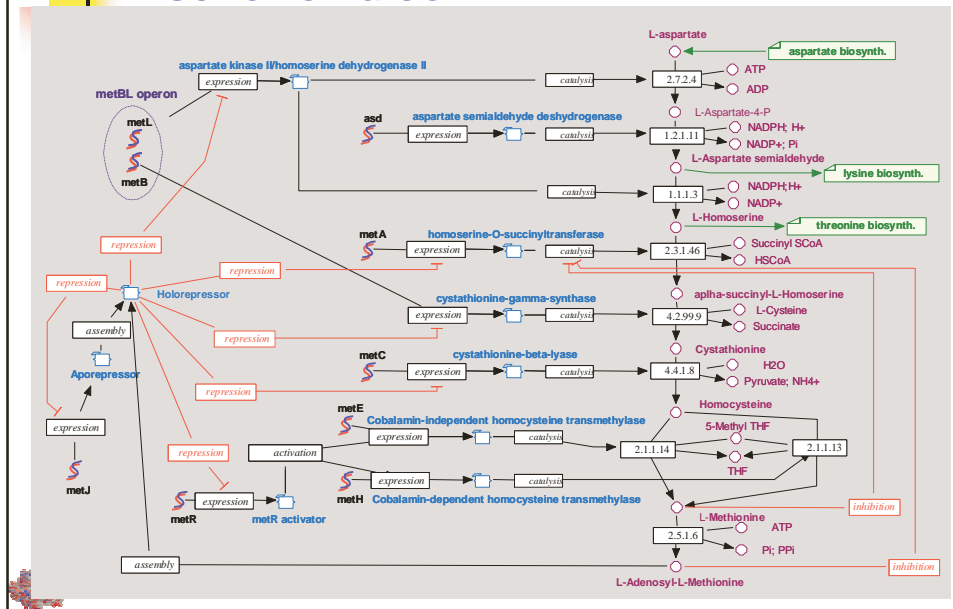 L-aspartate
aspartate biosynth.
aspartate kinase II/homoserine dehydrogenase II
expression
catalysis
2.7.2.4
ATP
ADP
metBL operon
metL
metB
L-Aspartate-4-P
asd
aspartate semialdehyde deshydrogenase
expression
catalysis
1.2.1.11
NADPH; H+
NADP+; Pi
L-Aspartate semialdehyde
lysine biosynth.
catalysis
1.1.1.3
NADPH;H+
NADP+
L-Homoserine
threonine biosynth.
metA
homoserine-O-succinyltransferase
repression
expression
catalysis
2.3.1.46
Succinyl SCoA
HSCoA
repression
repression
Holorepressor
aplha-succinyl-L-Homoserine
cystathionine-gamma-synthase
expression
catalysis
4.2.99.9
L-Cysteine
Succinate
assembly
repression
Cystathionine
metC
cystathionine-beta-lyase
Aporepressor
expression
catalysis
4.4.1.8
H2O
Pyruvate; NH4+
repression
Homocysteine
metE
Cobalamin-independent homocysteine transmethylase
expression
expression
catalysis
5-Methyl THF
2.1.1.14
2.1.1.13
THF
repression
activation
metJ
expression
catalysis
metH
Cobalamin-dependent homocysteine transmethylase
expression
metR
metR activator
inhibition
L-Methionine
ATP
2.5.1.6
Pi; PPi
assembly
inhibition
L-Adenosyl-L-Methionine